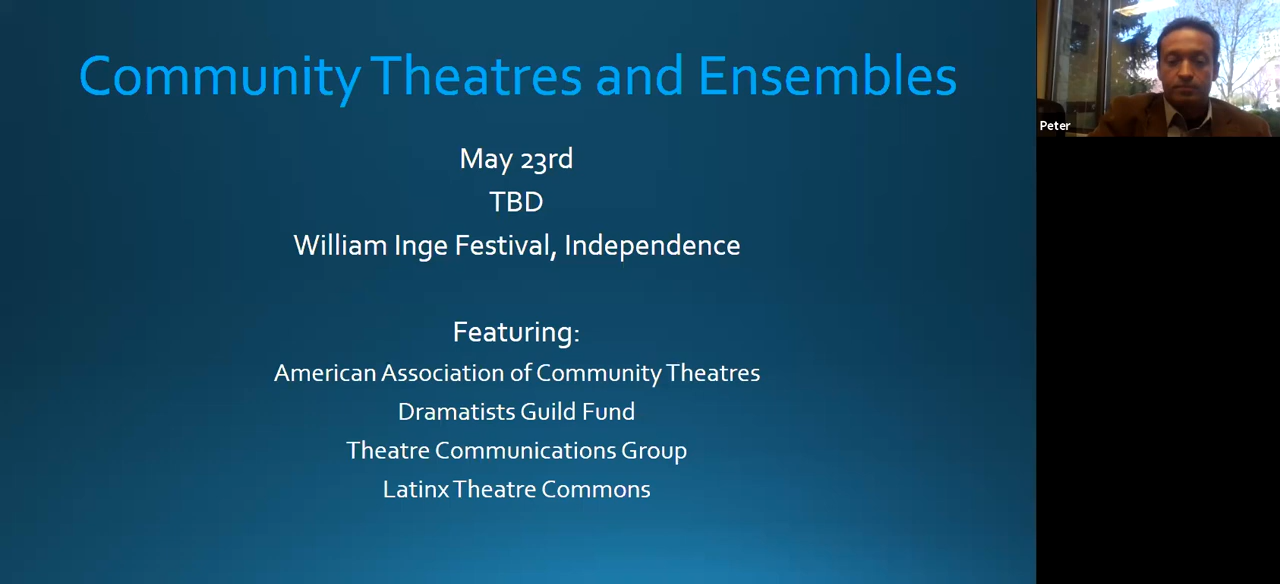 Community Theatres and Ensembles
May 23rd
TBD
William Inge Festival, Independence
Featuring:
American Association of Community Theatres
Dramatists Guild Fund
Theatre Communications Group
Latinx Theatre Commons
Peter